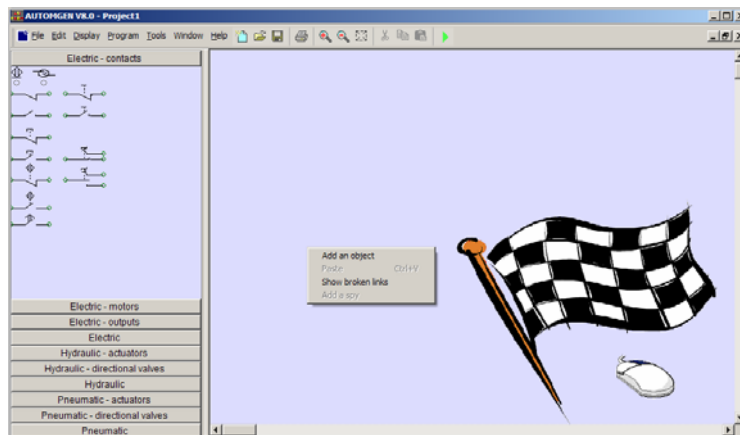 AUTOMGEN V8.0 - Project1
File Edit Display Program Tools Window Help
Electric - contacts
Add an object
Paste Ctrl+V
Show broken links
Add a spy
Electric - motors
Electric - outputs
Electric
Hydraulic - actuators
Hydraulic - directional valves
Hydraulic
Pneumatic - actuators
Pneumatic - directional valves
Pneumatic